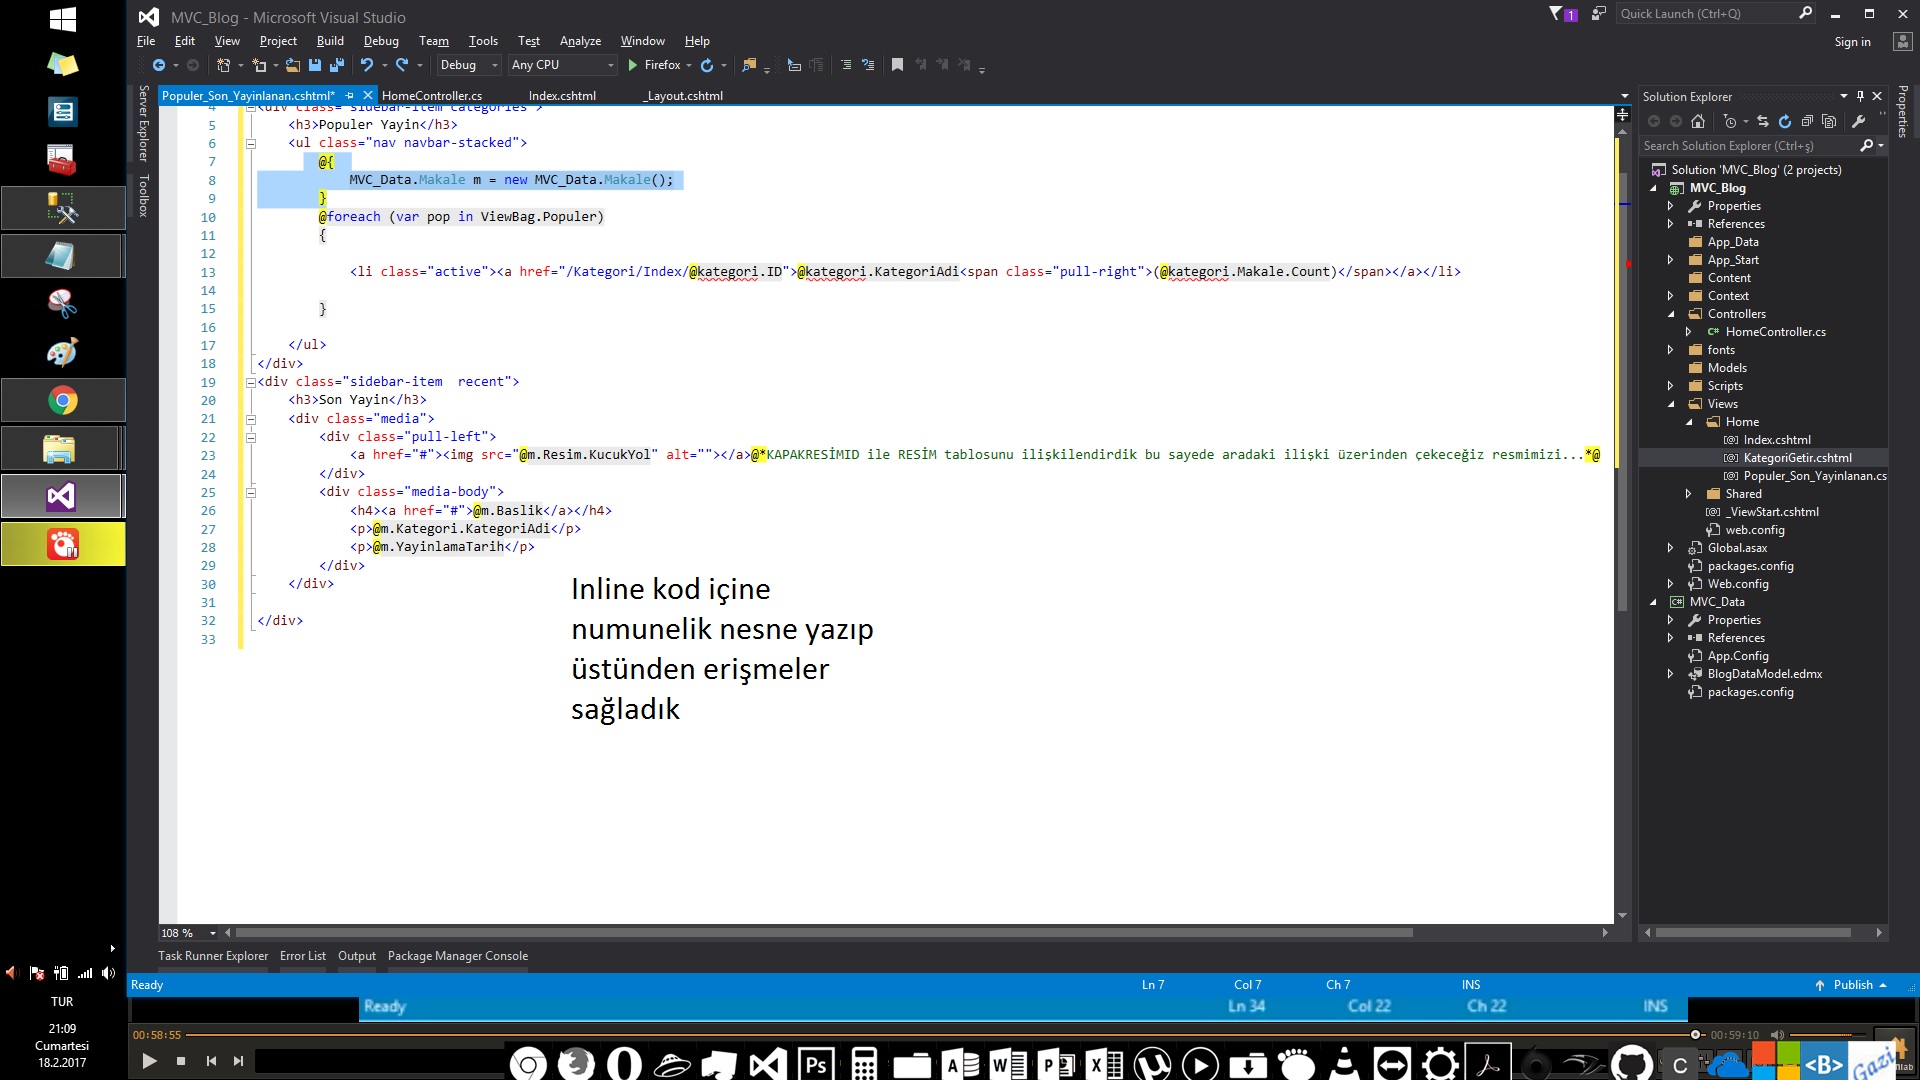 MVC_Blog - Microsoft Visual Studio
1
Quick Launch (Ctrl+Q)
File Edit View Project Build Debug Team Tools Test Analyze Window Help
Sign in
Debug Any CPU Firefox
Server Explorer
Toolbox
Populer_Son_Yayinlanan.cshtml* HomeController.cs Index.cshtml _Layout.cshtml
4 <div class="sidebar-item categories">
5 <h3>Populer Yayin</h3>
6 <ul class="nav navbar-stacked">
7 @{
8 MVC_Data.Makale m = new MVC_Data.Makale();
9 }
10 @foreach (var pop in ViewBag.Populer)
11 {
12
13 <li class="active"><a href="/Kategori/Index/@kategori.ID">@kategori.KategoriAdi<span class="pull-right">(@kategori.Makale.Count)</span></a></li>
14
15 }
16
17 </ul>
18 </div>
19 <div class="sidebar-item  recent">
20 <h3>Son Yayin</h3>
21 <div class="media">
22 <div class="pull-left">
23 <a href="#"><img src="@m.Resim.KucukYol" alt=""></a>@*KAPAKRESİMID ile RESİM tablosunu ilişkilendirdik bu sayede aradaki ilişki üzerinden çekeceğiz resmimizi...*@
24 </div>
25 <div class="media-body">
26 <h4><a href="#">@m.Baslik</a></h4>
27 <p>@m.Kategori.KategoriAdi</p>
28 <p>@m.YayinlamaTarih</p>
29 </div>
30 </div>
31
32 </div>
33
Inline kod içine
numunelik nesne yazıp
üstünden erişmeler
sağladık
Solution Explorer
Search Solution Explorer (Ctrl+ş)
Solution 'MVC_Blog' (2 projects)
MVC_Blog
Properties
References
App_Data
App_Start
Content
Context
Controllers
HomeController.cs
fonts
Models
Scripts
Views
Home
Index.cshtml
KategoriGetir.cshtml
Populer_Son_Yayinlanan.cs
Shared
_ViewStart.cshtml
web.config
Global.asax
packages.config
Web.config
MVC_Data
Properties
References
App.Config
BlogDataModel.edmx
packages.config
Properties
108 %
Task Runner Explorer Error List Output Package Manager Console
Ready Ln 7 Col 7 Ch 7 INS Publish
Ready Ln 34 Col 22 Ch 22 INS
TUR
21:09
Cumartesi
18.2.2017
00:58:55 00:59:10
Ps
C
<B>
Gazi